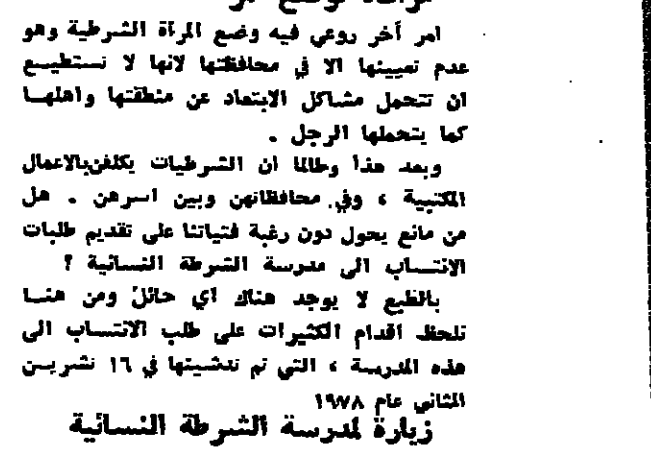 امر آخر روعي فيه وضع المرأة الشرطية وهو
عدم تعيينها الا في محافظتها لانها لا تستطيع
ان تتحمل مشاكل الابتعاد عن منطقتها واهلها
كما يتحملها الرجل .
وبعد هذا وطالما ان الشرطيات يكلفن بالاعمال
المكتبية ، وفي محافظاتهن وبين اسرهن . هل
من مانع يحول دون رغبة فتياتنا على تقديم طلبات
الانتساب الى مدرسة الشرطة النسائية ؟
بالطبع لا يوجد هناك أي حائل ومن هنا
نلحظ اقدام الكثيرات على طلب الانتساب الى
هذه المدرسة ، التي تم تدشينها في ١٦ تشرين
الثاني عام ١٩٧٨
زيارة لمدرسة الشرطة النسائية